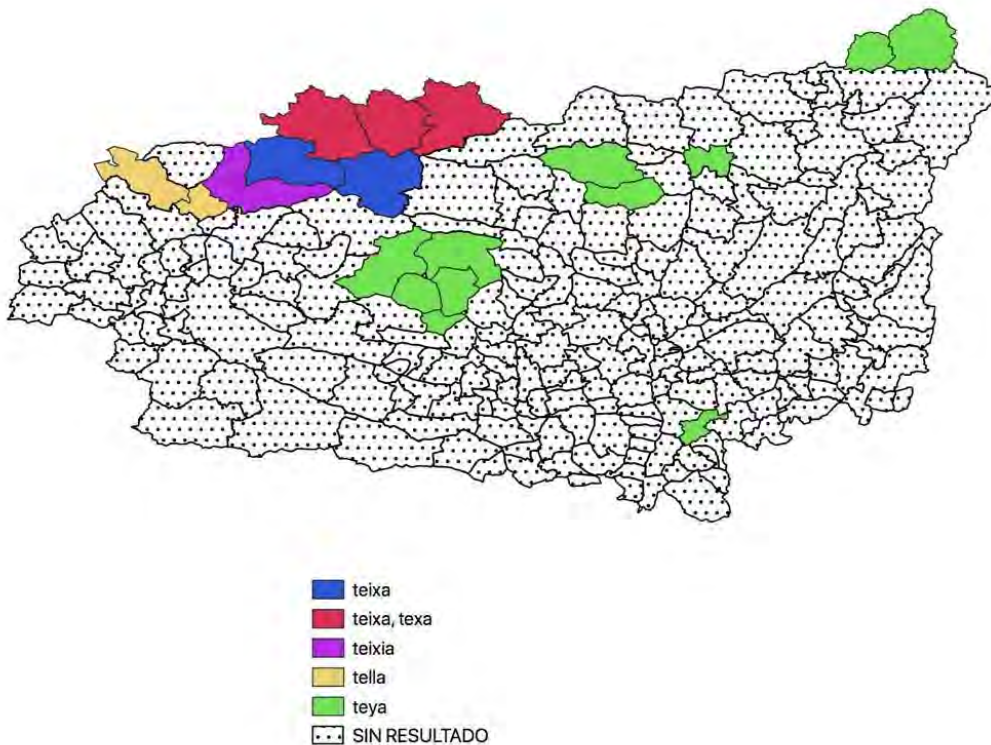 teixa
teixa, texa
teixia
tella
teya
SIN RESULTADO